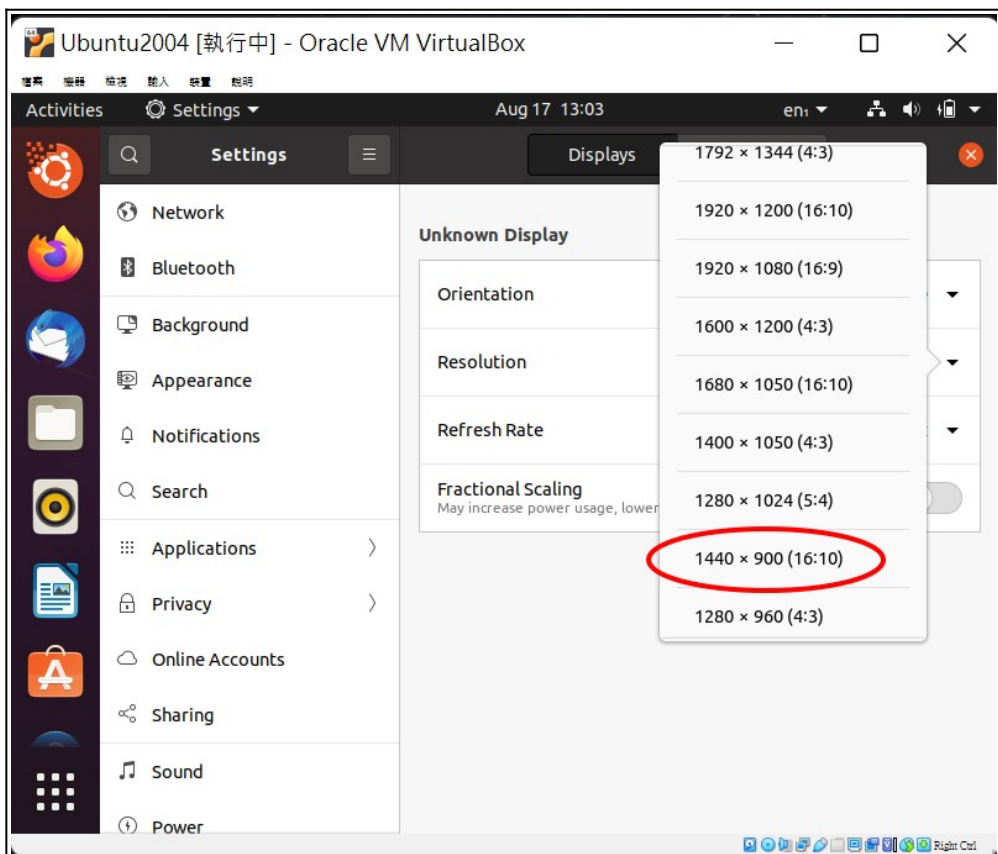 Ubuntu2004 [執行中] - Oracle VM VirtualBox
檔案 機器 檢視 輸入 裝置 說明
Activities Settings Aug 17 13:03 en₁
Settings Displays
Network
Bluetooth
Background
Appearance
Notifications
Search
Applications
Privacy
Online Accounts
Sharing
Sound
Power
Unknown Display
Orientation
Resolution
Refresh Rate
Fractional Scaling
May increase power usage, lower
1792 × 1344 (4:3)
1920 × 1200 (16:10)
1920 × 1080 (16:9)
1600 × 1200 (4:3)
1680 × 1050 (16:10)
1400 × 1050 (4:3)
1280 × 1024 (5:4)
1440 × 900 (16:10)
1280 × 960 (4:3)
Right Ctrl